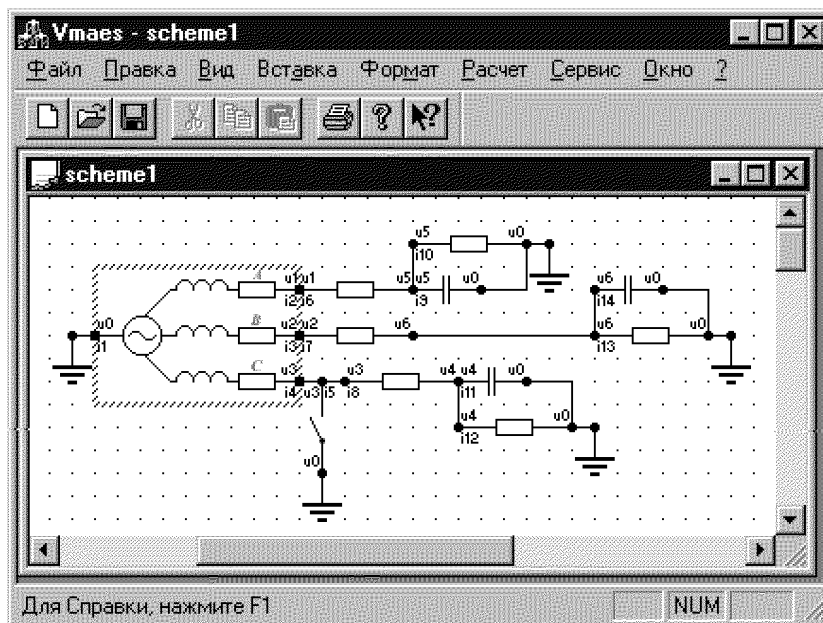 Vmaes - scheme1
Файл Правка Вид Вставка Формат Расчет Сервис Окно ?
scheme1
u5 u0
i10
A u1 u1 u5 u5 u0 u6 u0
i2 i6 i9 i14
u0 B u2 u2 u6 u6 u0
i1 i3 i7 i13
C u3 u3 u4 u4 u0
i4 u3 i5 i8 i11
u4 u0
i12
u0
Для Справки, нажмите F1 NUM